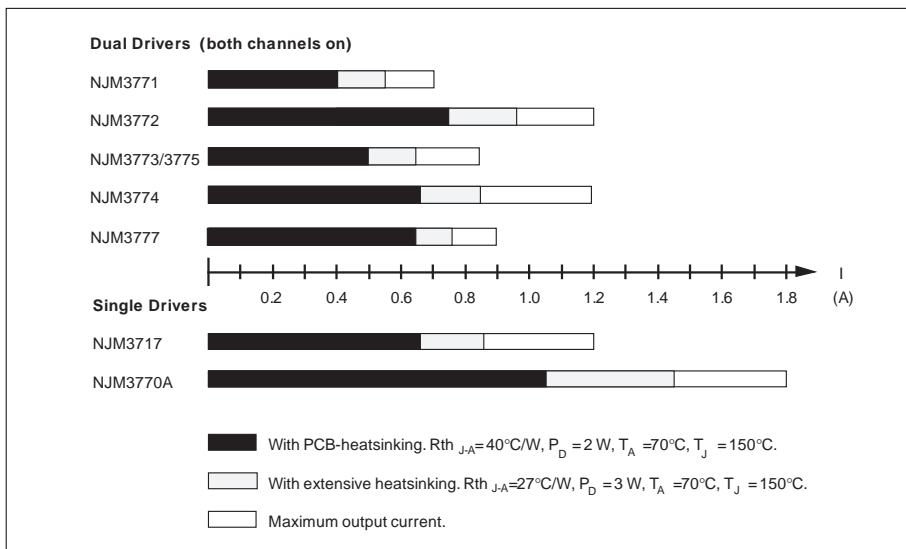 Dual Drivers (both channels on)
NJM3771
NJM3772
NJM3773/3775
NJM3774
NJM3777
I
0.2 0.4 0.6 0.8 1.0 1.2 1.4 1.6 1.8 (A)
Single Drivers
NJM3717
NJM3770A
With PCB-heatsinking. Rth J-A=40°C/W, PD = 2 W, TA =70°C, TJ = 150°C.
With extensive heatsinking. Rth J-A=27°C/W, PD = 3 W, TA =70°C, TJ = 150°C.
Maximum output current.